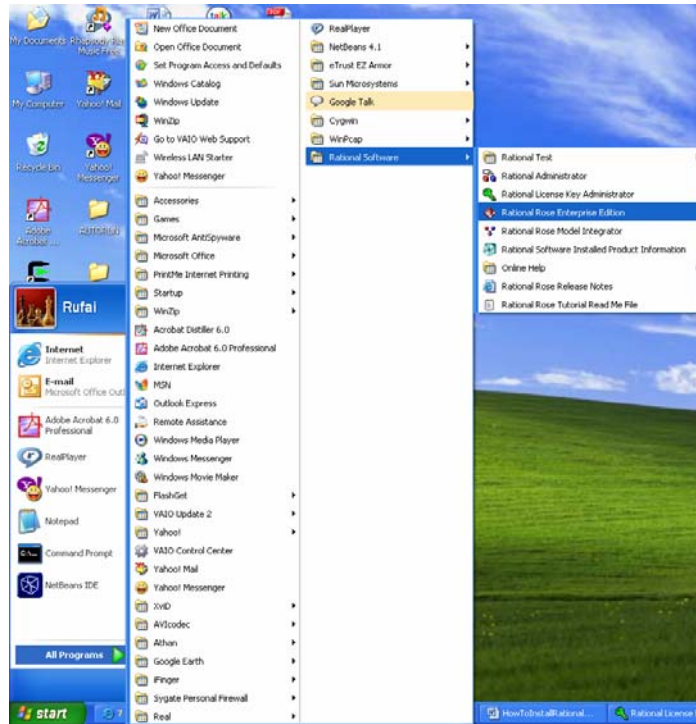 My Documents
Music Free
My Computer
Yahoo! Mail
Recycle Bin
Yahoo!
Messenger
Adobe
Acrobat ...
AUTORUN
New Office Document
Open Office Document
Set Program Access and Defaults
Windows Catalog
Windows Update
WinZip
Go to VAIO Web Support
Wireless LAN Starter
Yahoo! Messenger
Accessories
Games
Microsoft AntiSpyware
Microsoft Office
PrintMe Internet Printing
Startup
WinZip
Acrobat Distiller 6.0
Adobe Acrobat 6.0 Professional
Internet Explorer
MSN
Outlook Express
Remote Assistance
Windows Media Player
Windows Messenger
Windows Movie Maker
FlashGet
VAIO Update 2
Yahoo!
VAIO Control Center
Yahoo! Mail
Yahoo! Messenger
XviD
AVIcodec
Athan
Google Earth
iFinger
Sygate Personal Firewall
Real
RealPlayer
NetBeans 4.1
eTrust EZ Armor
Sun Microsystems
Google Talk
Cygwin
WinPcap
Rational Software
Rational Test
Rational Administrator
Rational License Key Administrator
Rational Rose Enterprise Edition
Rational Rose Model Integrator
Rational Software Installed Product Information
Online Help
Rational Rose Release Notes
Rational Rose Tutorial Read Me File
Rufai
Internet
Internet Explorer
E-mail
Microsoft Office Outl
Adobe Acrobat 6.0
Professional
RealPlayer
Yahoo! Messenger
Notepad
Command Prompt
NetBeans IDE
All Programs
start
7
HowToInstallRational...
Rational License